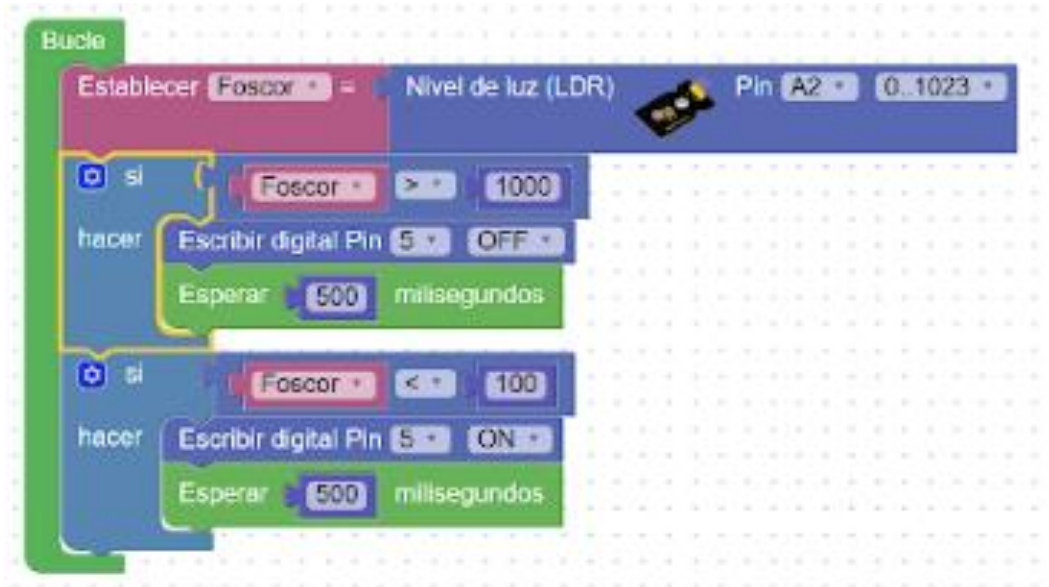 Bucle
Establecer Foscor = Nivel de luz (LDR) Pin A2 0..1023
si Foscor > 1000
hacer Escribir digital Pin 5 OFF
Esperar 500 milisegundos
si Foscor < 100
hacer Escribir digital Pin 5 ON
Esperar 500 milisegundos